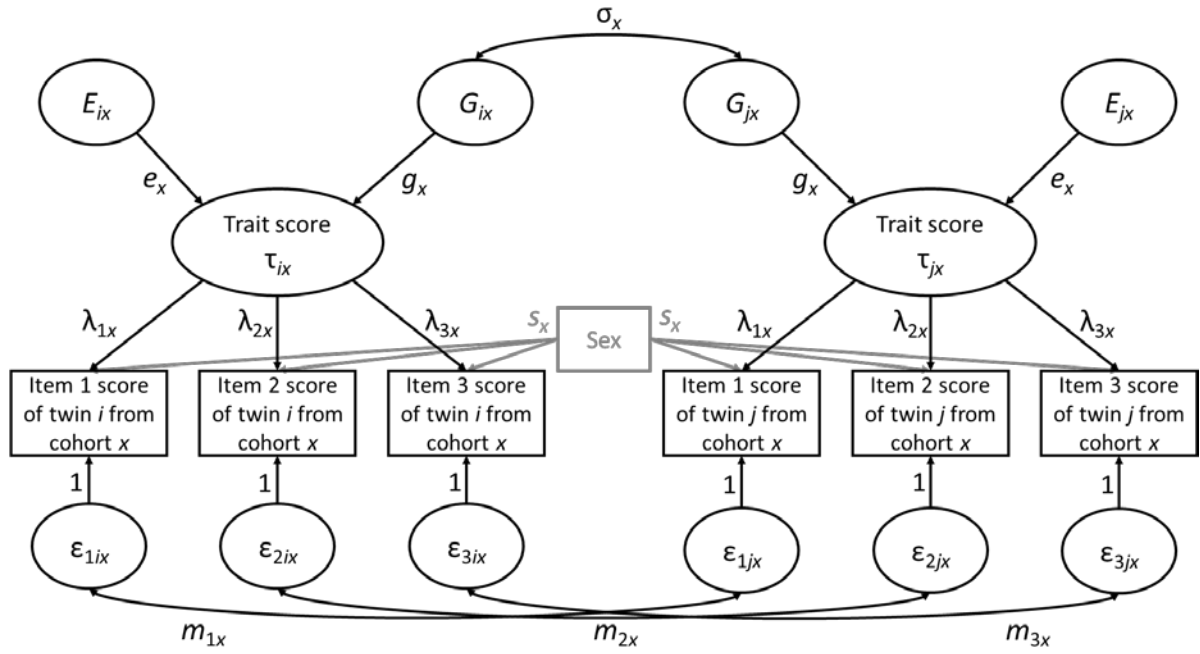 σx
Eix
Gix
Gjx
Ejx
ex
gx
gx
ex
Trait score
τix
Trait score
τjx
λ1x
λ2x
λ3x
sx
Sex
sx
λ1x
λ2x
λ3x
Item 1 score
of twin i from
cohort x
Item 2 score
of twin i from
cohort x
Item 3 score
of twin i from
cohort x
Item 1 score
of twin j from
cohort x
Item 2 score
of twin j from
cohort x
Item 3 score
of twin j from
cohort x
1
1
1
1
1
1
ε1ix
ε2ix
ε3ix
ε1jx
ε2jx
ε3jx
m1x
m2x
m3x